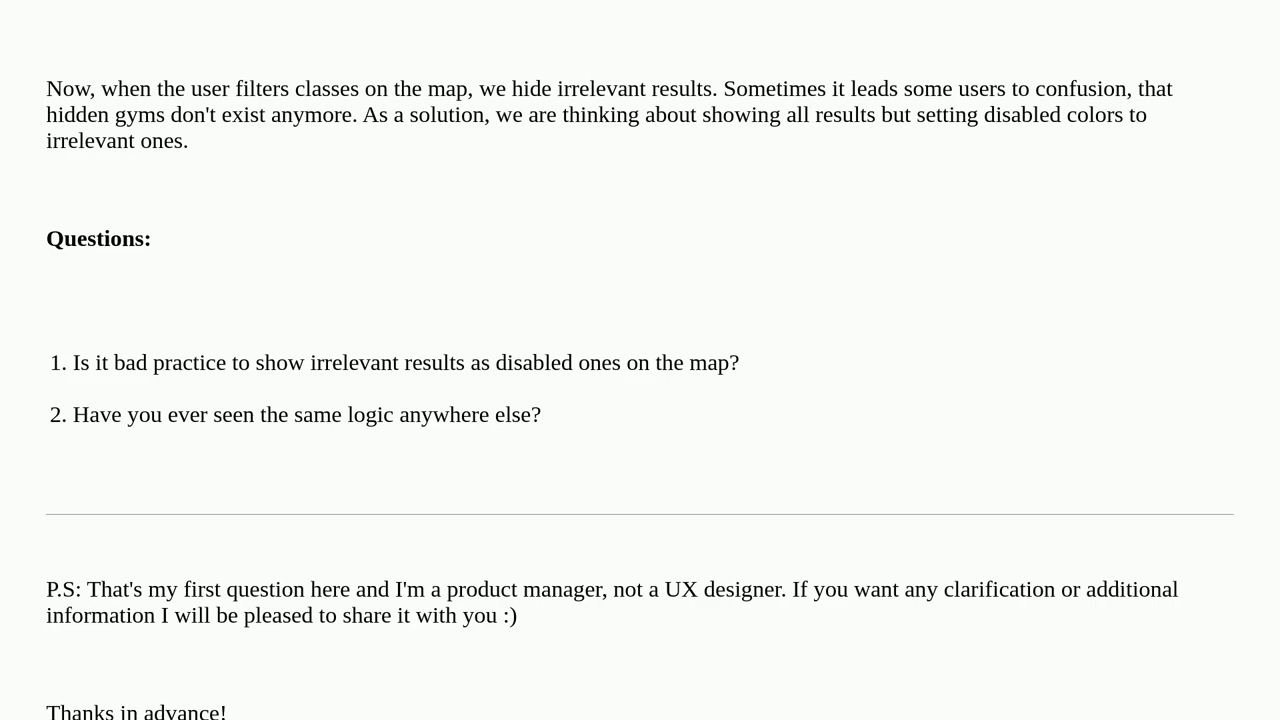 Now, when the user filters classes on the map, we hide irrelevant results. Sometimes it leads some users to confusion, that
hidden gyms don't exist anymore. As a solution, we are thinking about showing all results but setting disabled colors to
irrelevant ones.
Questions:
1. Is it bad practice to show irrelevant results as disabled ones on the map?
2. Have you ever seen the same logic anywhere else?
P.S: That's my first question here and I'm a product manager, not a UX designer. If you want any clarification or additional
information I will be pleased to share it with you :)
Thanks in advance!